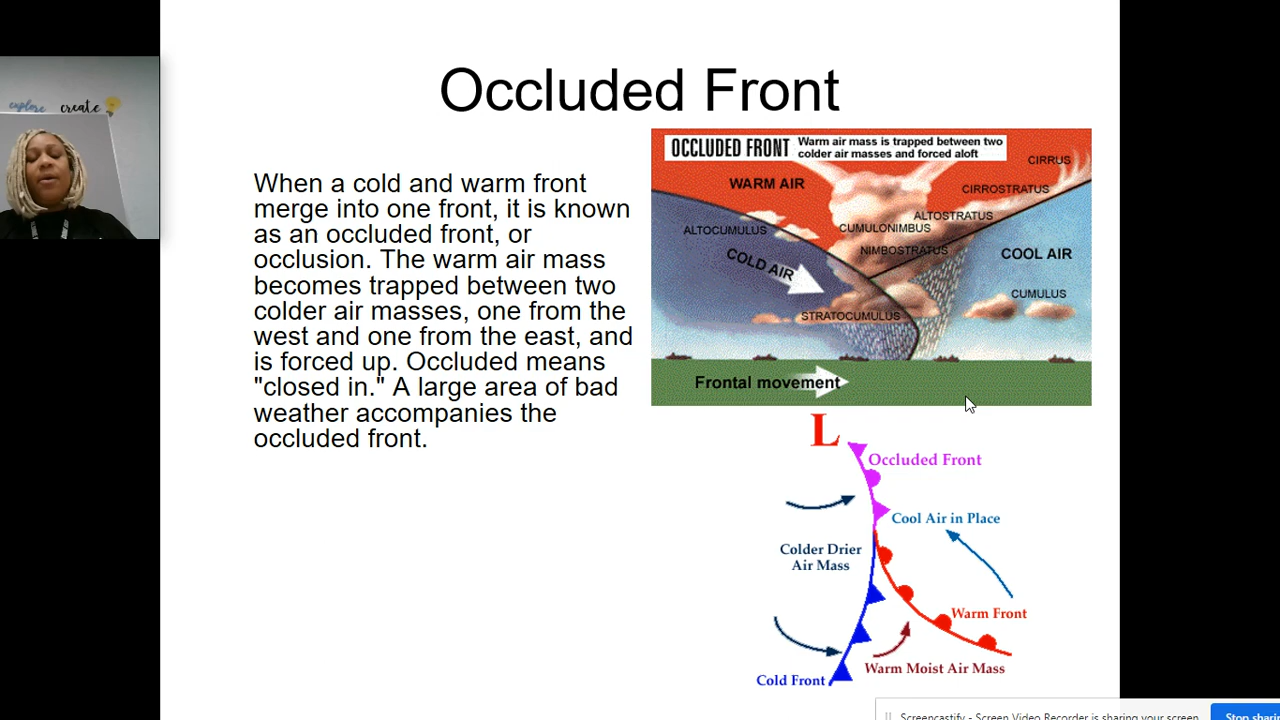 explore create
Occluded Front
When a cold and warm front
merge into one front, it is known
as an occluded front, or
occlusion. The warm air mass
becomes trapped between two
colder air masses, one from the
west and one from the east, and
is forced up. Occluded means
"closed in." A large area of bad
weather accompanies the
occluded front.
OCCLUDED FRONT
Warm air mass is trapped between two
colder air masses and forced aloft
CIRRUS
WARM AIR
CIRROSTRATUS
ALTOSTRATUS
ALTOCUMULUS
CUMULONIMBUS
NIMBOSTRATUS
COLD AIR
COOL AIR
CUMULUS
STRATOCUMULUS
Frontal movement
L
Occluded Front
Cool Air in Place
Colder Drier
Air Mass
Warm Front
Warm Moist Air Mass
Cold Front
Screencastify - Screen Video Recorder is sharing your screen.
Stop shari